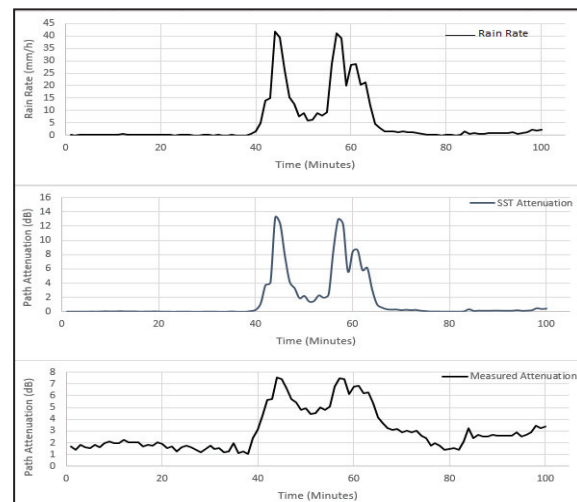 Rain Rate
Rain Rate (mm/h)
45
40
35
30
25
20
15
10
5
0
0 20 40 60 80 100
Time (Minutes)
SST Attenuation
Path Attenuation (dB)
16
14
12
10
8
6
4
2
0
0 20 40 60 80 100
Time (Minutes)
Measured Attenuation
Path Attenuation (dB)
8
7
6
5
4
3
2
1
0
0 20 40 60 80 100
Time (Minutes)